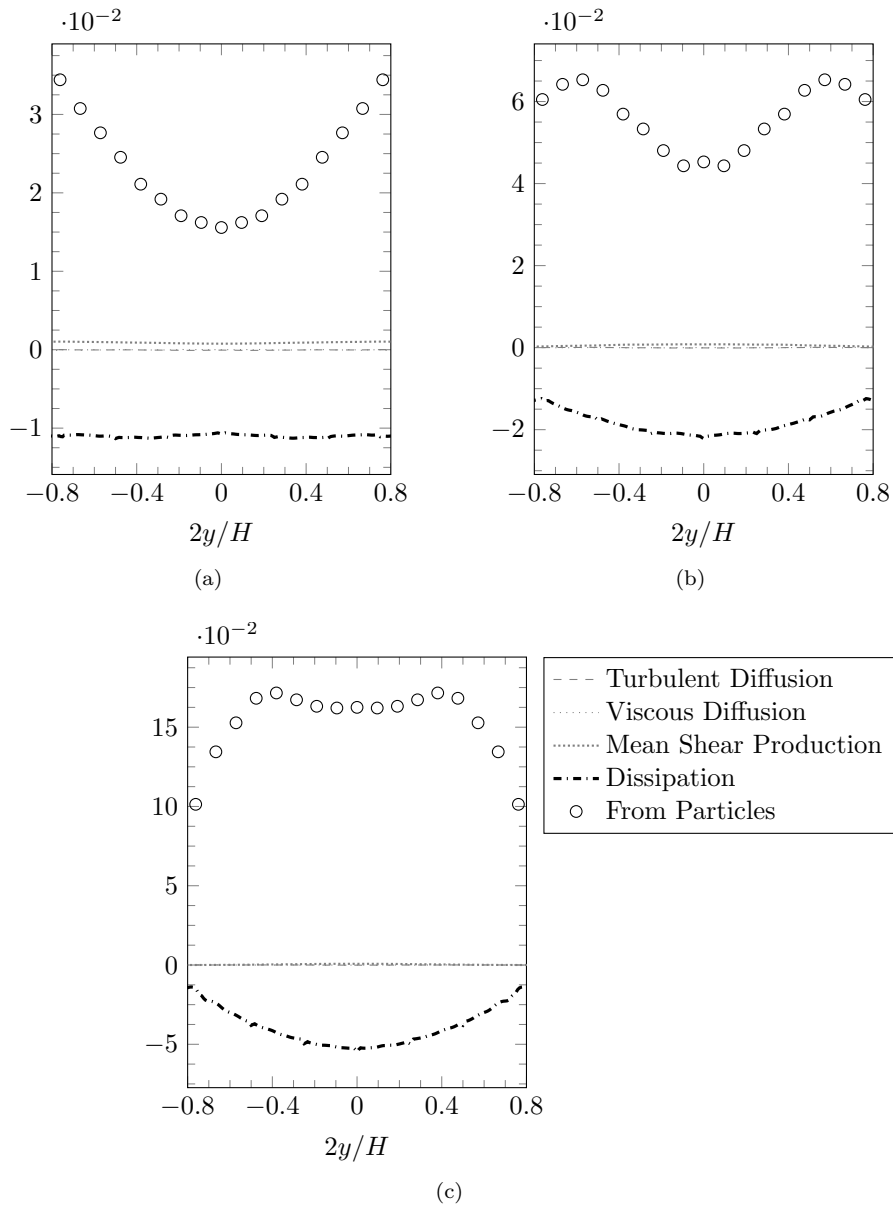 ·10⁻² ·10⁻²
3 6
2 4
1 2
0 0
−1 −2
−0.8 −0.4 0 0.4 0.8 −0.8 −0.4 0 0.4 0.8
2y/H 2y/H
(a) (b)
·10⁻²
Turbulent Diffusion
Viscous Diffusion
Mean Shear Production
Dissipation
From Particles
15
10
5
0
−5
−0.8 −0.4 0 0.4 0.8
2y/H
(c)